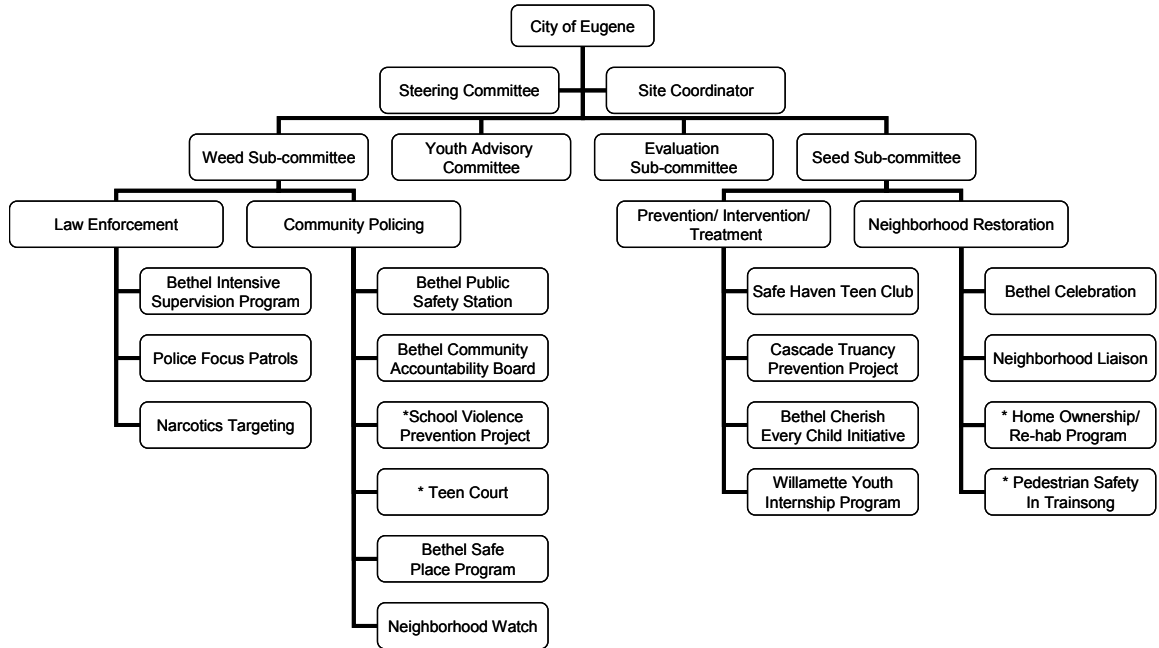 City of Eugene
Steering Committee
Site Coordinator
Weed Sub-committee
Youth Advisory
Committee
Evaluation
Sub-committee
Seed Sub-committee
Law Enforcement
Community Policing
Prevention/ Intervention/
Treatment
Neighborhood Restoration
Bethel Intensive
Supervision Program
Police Focus Patrols
Narcotics Targeting
Bethel Public
Safety Station
Bethel Community
Accountability Board
*School Violence
Prevention Project
* Teen Court
Bethel Safe
Place Program
Neighborhood Watch
Safe Haven Teen Club
Cascade Truancy
Prevention Project
Bethel Cherish
Every Child Initiative
Willamette Youth
Internship Program
Bethel Celebration
Neighborhood Liaison
* Home Ownership/
Re-hab Program
* Pedestrian Safety
In Trainsong